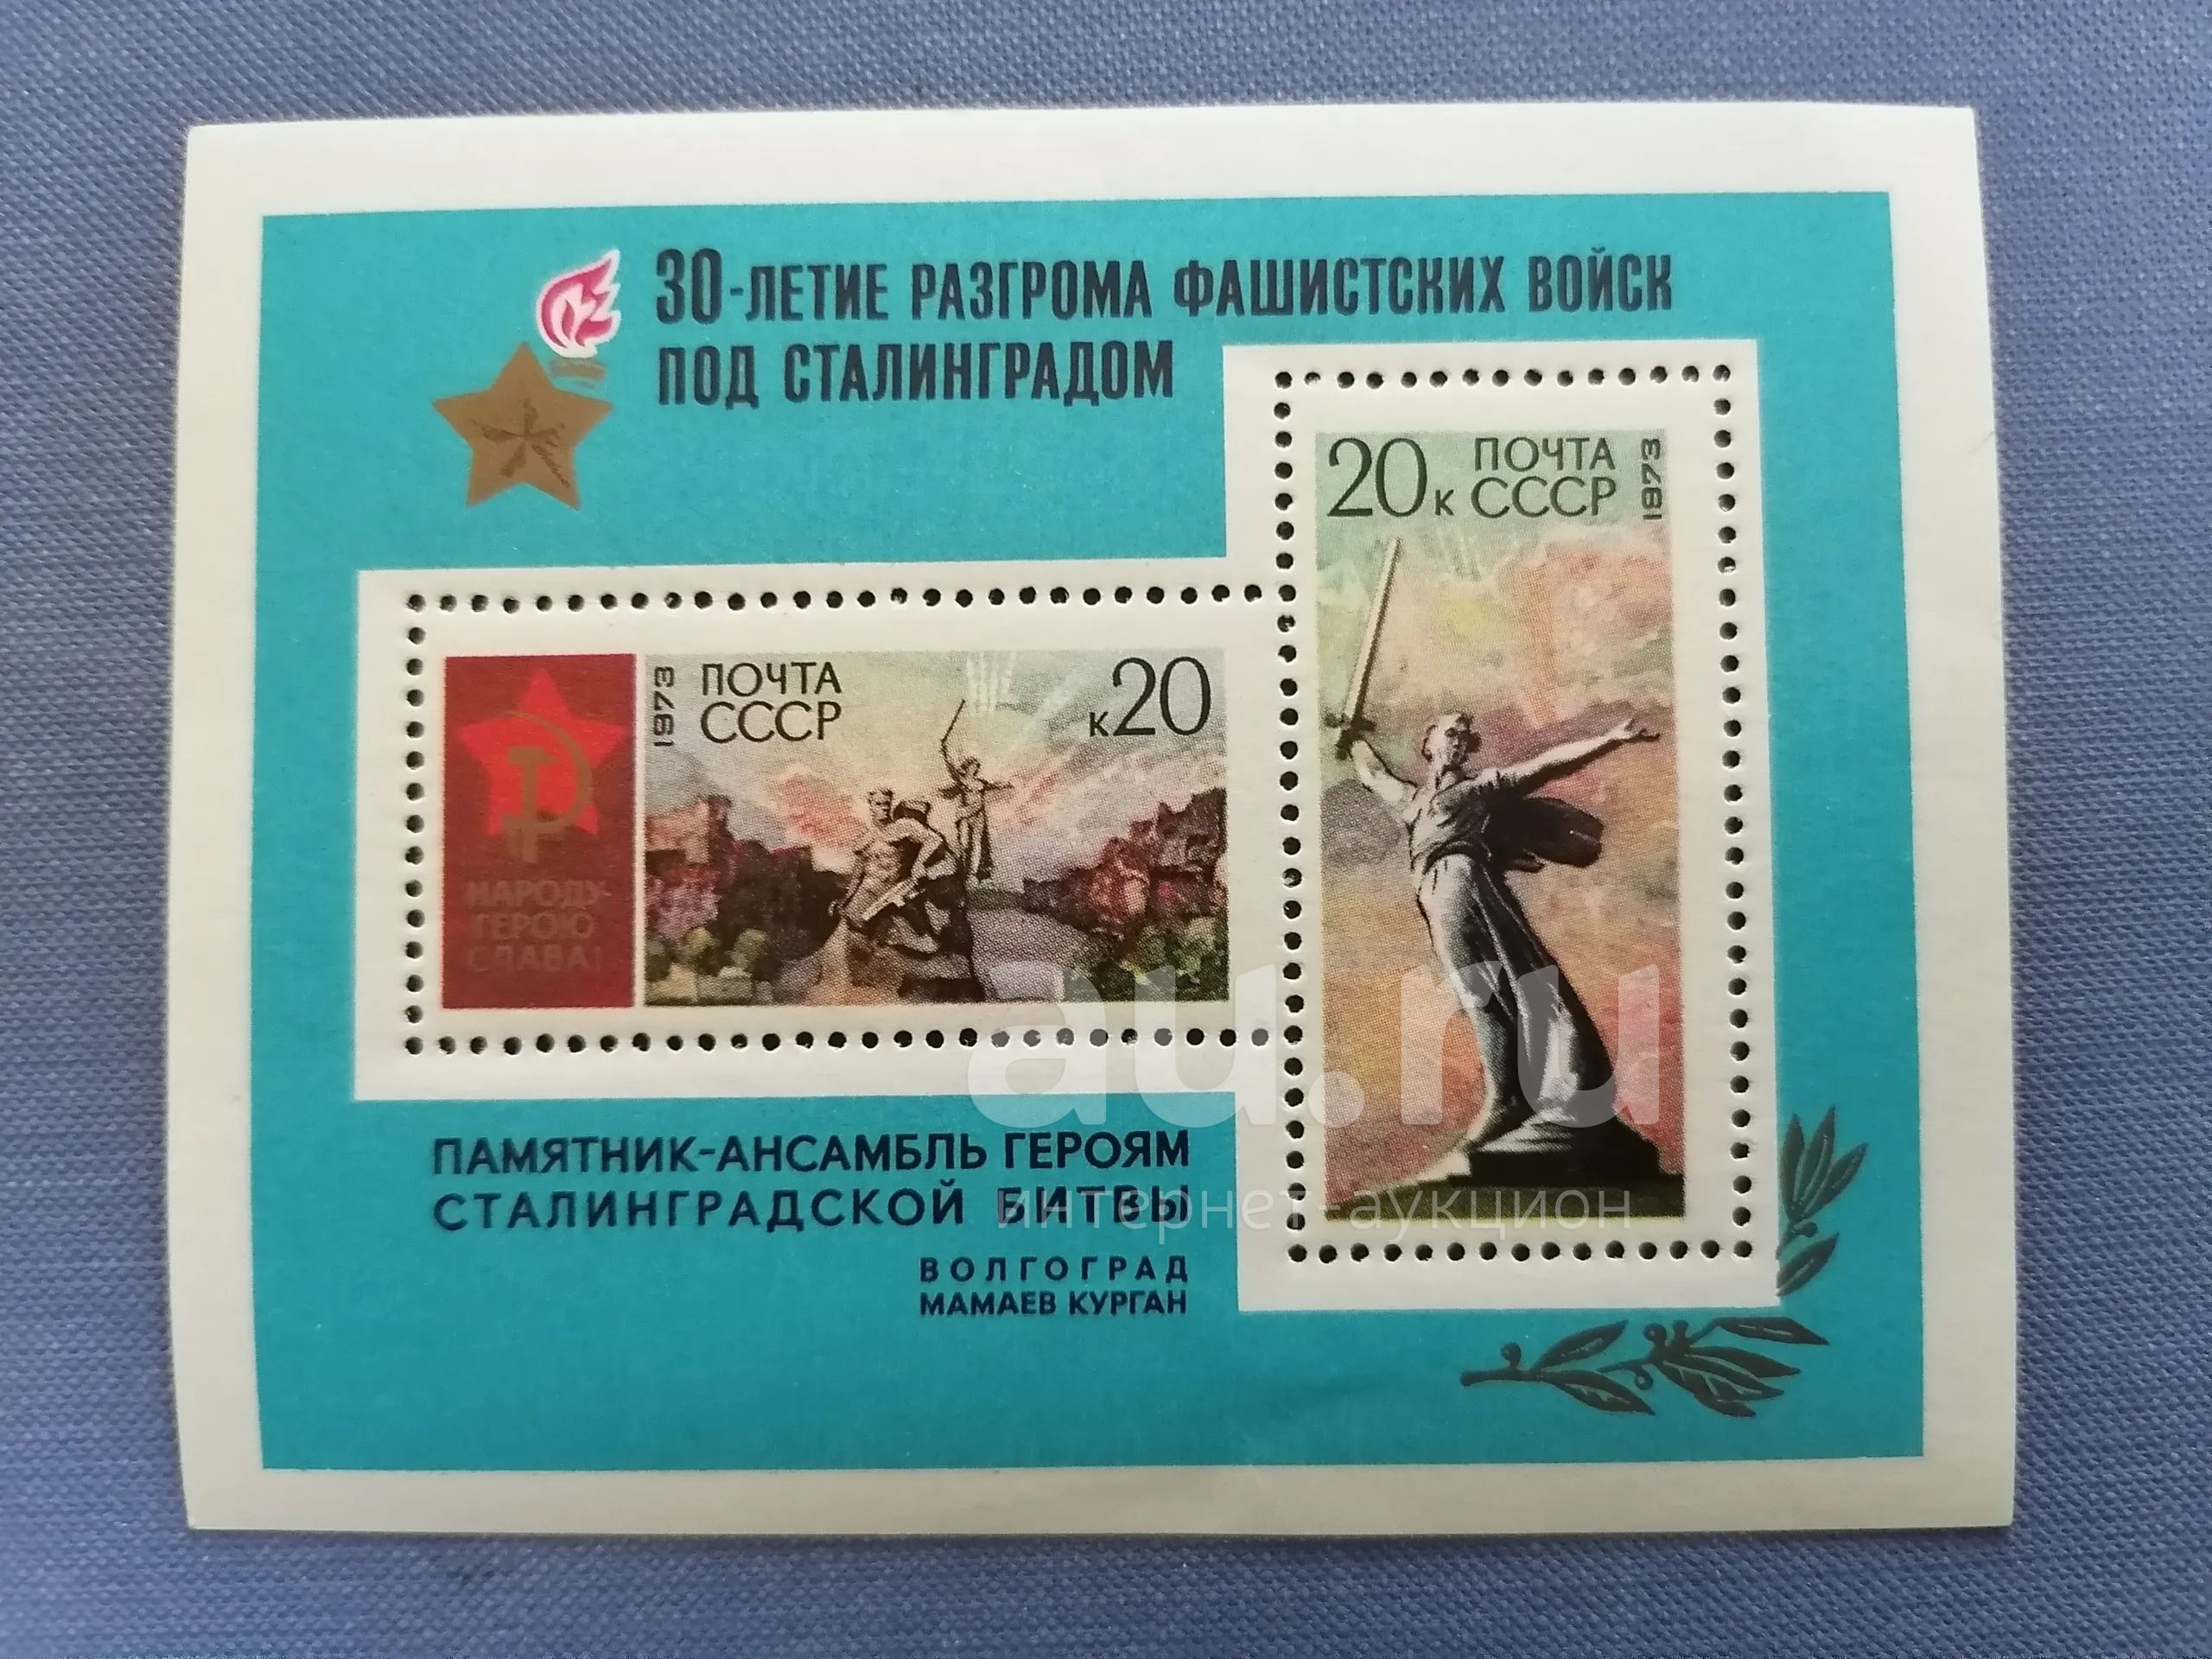 30-ЛЕТИЕ РАЗГРОМА ФАШИСТСКИХ ВОЙСК
ПОД СТАЛИНГРАДОМ
20к ПОЧТА
СССР
1973
1973
ПОЧТА
СССР
к20
НАРОДУ-
ГЕРОЮ
СЛАВА!
ПАМЯТНИК-АНСАМБЛЬ ГЕРОЯМ
СТАЛИНГРАДСКОЙ БИТВЫ
ВОЛГОГРАД
МАМАЕВ КУРГАН
au.ru
интернет-аукцион